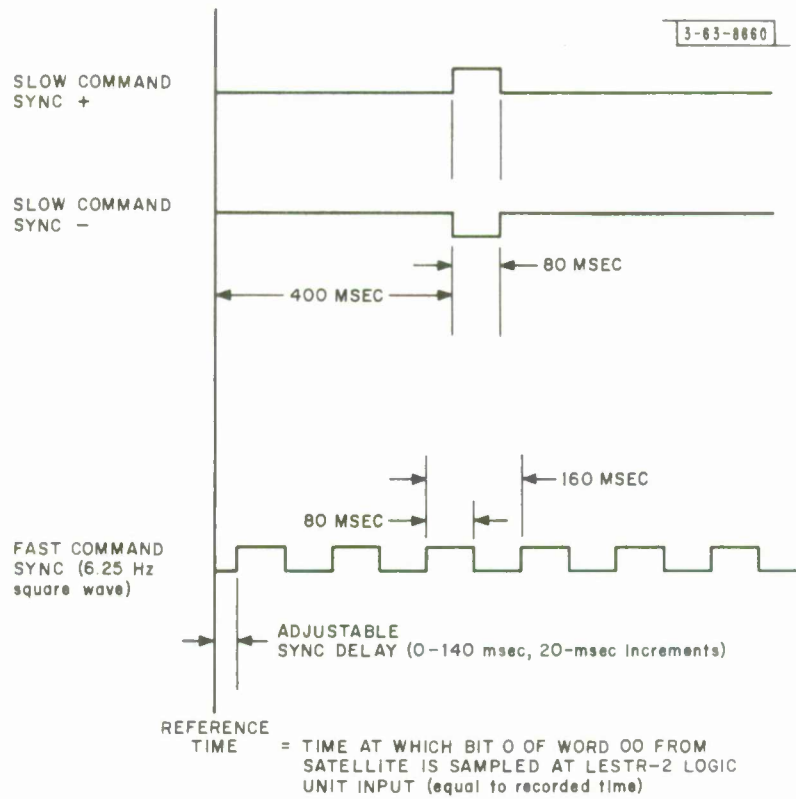 3-63-8660
SLOW COMMAND
SYNC +
SLOW COMMAND
SYNC −
80 MSEC
400 MSEC
160 MSEC
80 MSEC
FAST COMMAND
SYNC (6.25 Hz
square wave)
ADJUSTABLE
SYNC DELAY (0-140 msec, 20-msec increments)
REFERENCE
TIME = TIME AT WHICH BIT 0 OF WORD 00 FROM
SATELLITE IS SAMPLED AT LESTR-2 LOGIC
UNIT INPUT (equal to recorded time)